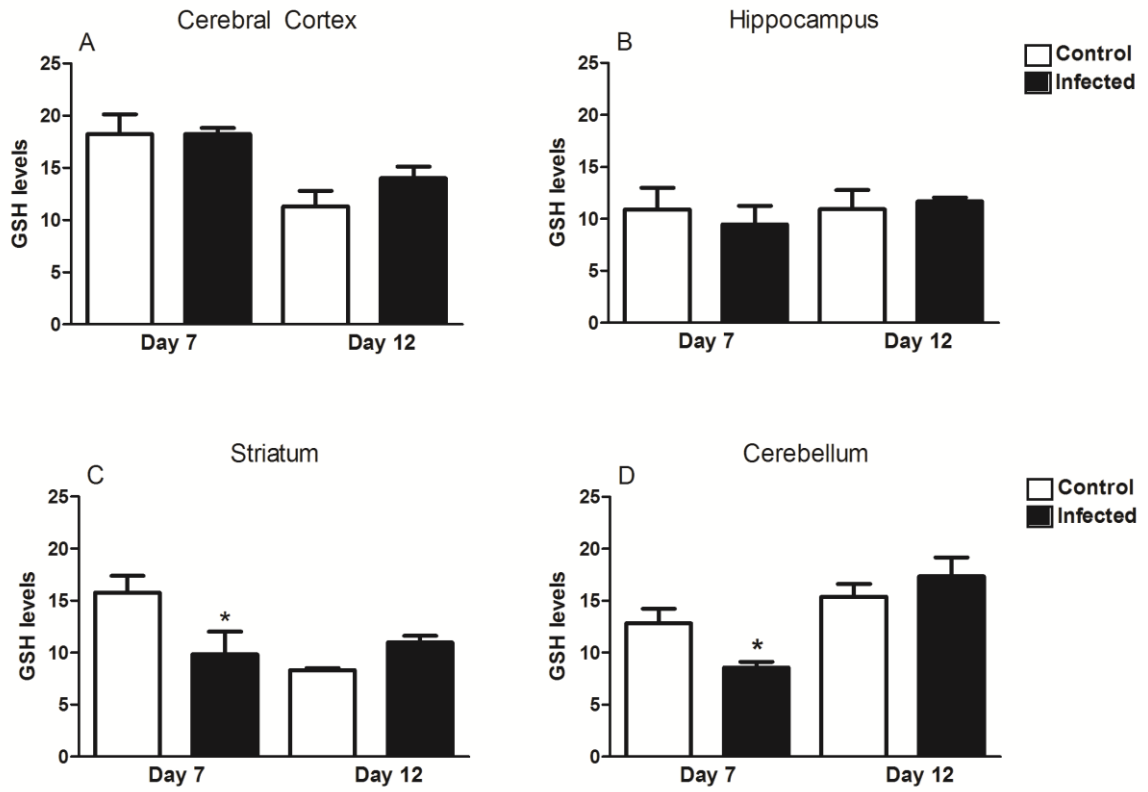 Cerebral Cortex
A
25
20
15
10
5
0
GSH levels
Day 7
Day 12
Hippocampus
B
25
20
15
10
5
0
GSH levels
Day 7
Day 12
Control
Infected
Striatum
C
25
20
15
10
5
0
GSH levels
*
Day 7
Day 12
Cerebellum
D
25
20
15
10
5
0
GSH levels
*
Day 7
Day 12
Control
Infected